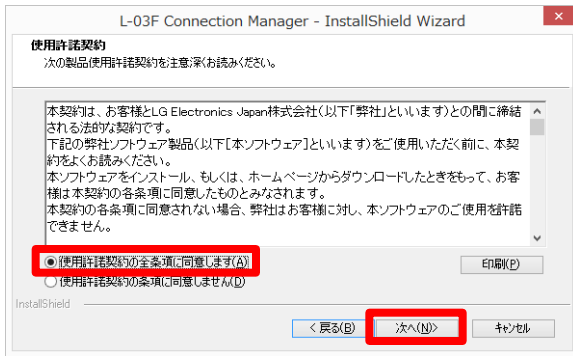 L-03F Connection Manager - InstallShield Wizard
使用許諾契約
次の製品使用許諾契約を注意深くお読みください。
本契約は、お客様とLG Electronics Japan株式会社(以下「弊社」といいます)との間に締結
される法的な契約です。
下記の弊社ソフトウェア製品(以下[本ソフトウェア]といいます)をご使用いただく前に、本契
約をよくお読みください。
本ソフトウェアをインストール、もしくは、ホームページからダウンロードしたときをもって、お客
様は本契約の各条項に同意したものとみなされます。
本契約の各条項に同意されない場合、弊社はお客様に対し、本ソフトウェアのご使用を許諾
できません。
使用許諾契約の全条項に同意します(A)
印刷(P)
使用許諾契約の条項に同意しません(D)
InstallShield
< 戻る(B)
次へ(N)>
キャンセル